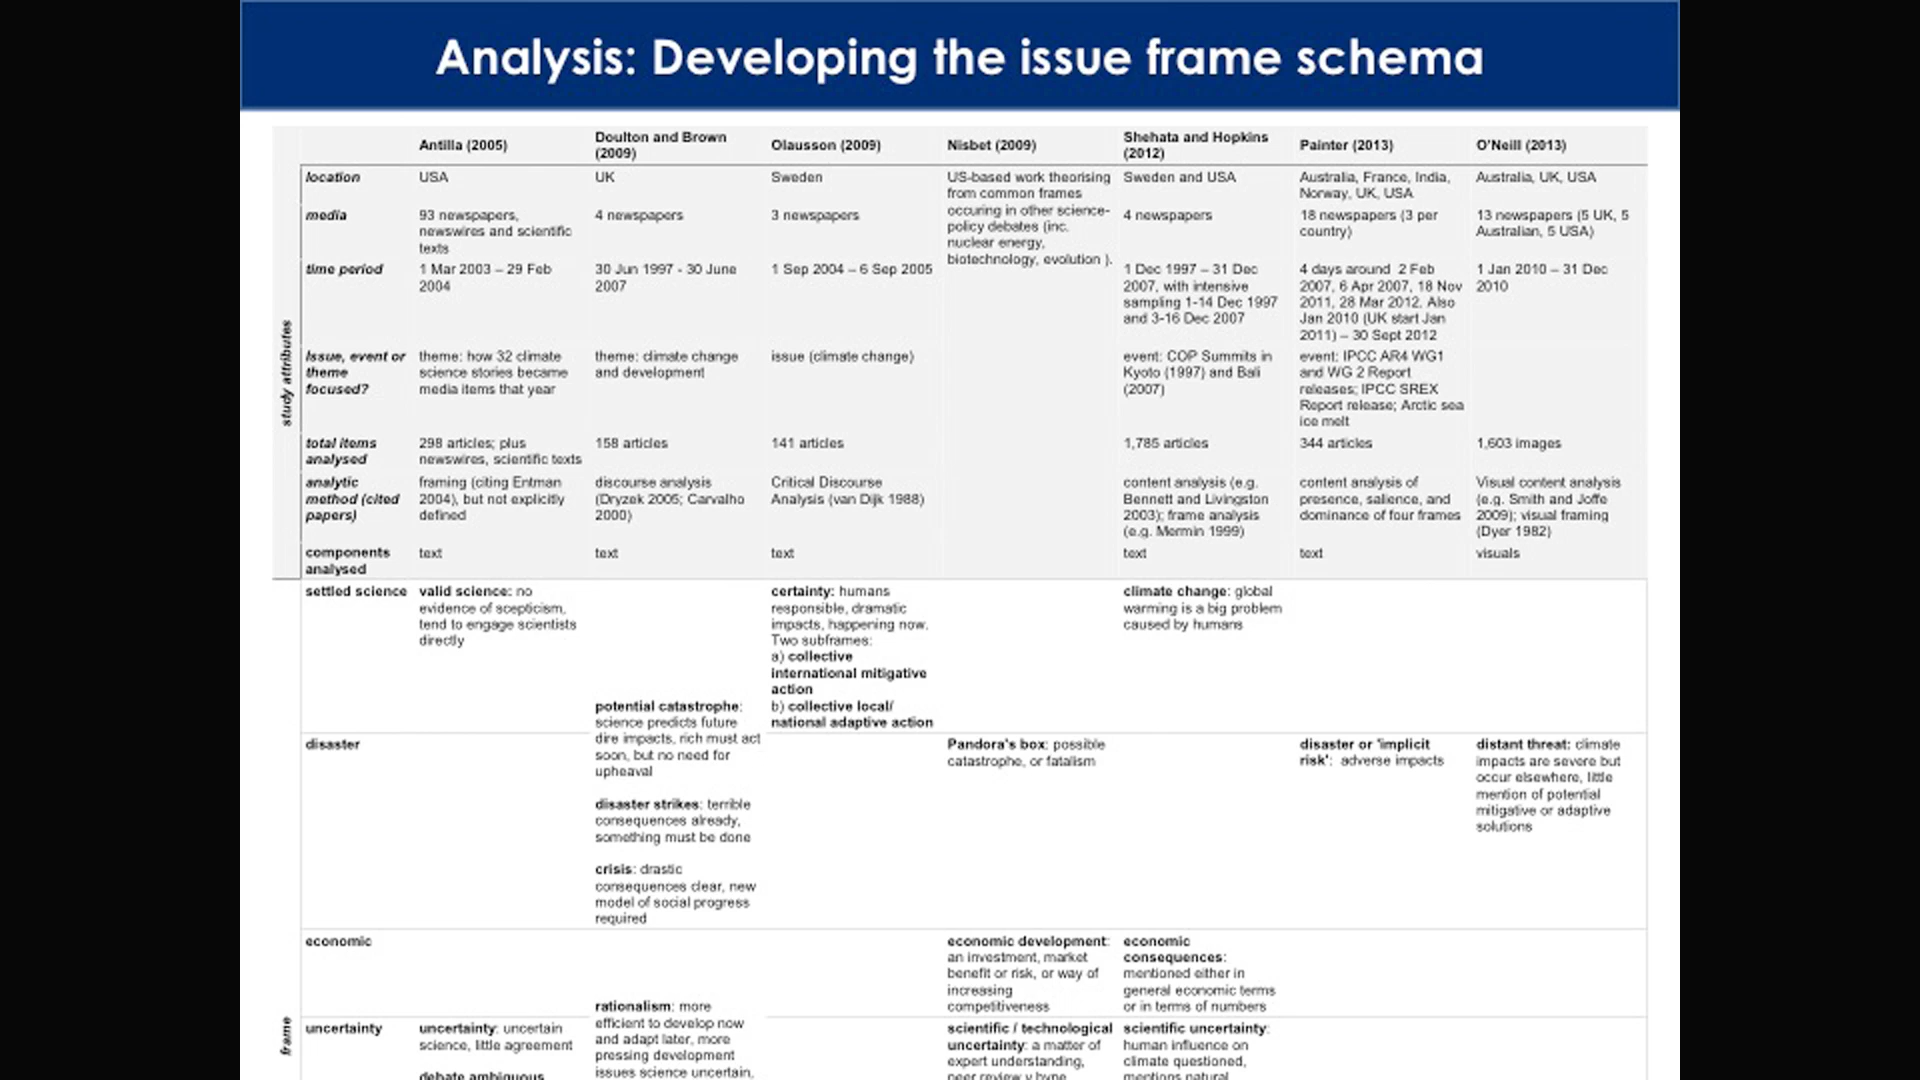 Analysis: Developing the issue frame schema
Antilla (2005)
Doulton and Brown
(2009)
Olausson (2009)
Nisbet (2009)
Shehata and Hopkins
(2012)
Painter (2013)
O'Neill (2013)
study attributes
location
USA
UK
Sweden
US-based work theorising
from common frames
occuring in other science-
policy debates (inc.
nuclear energy,
biotechnology, evolution ).
Sweden and USA
Australia, France, India,
Norway, UK, USA
Australia, UK, USA
media
93 newspapers,
newswires and scientific
texts
4 newspapers
3 newspapers
4 newspapers
18 newspapers (3 per
country)
13 newspapers (5 UK, 5
Australian, 5 USA)
time period
1 Mar 2003 – 29 Feb
2004
30 Jun 1997 - 30 June
2007
1 Sep 2004 – 6 Sep 2005
1 Dec 1997 – 31 Dec
2007, with intensive
sampling 1-14 Dec 1997
and 3-16 Dec 2007
4 days around 2 Feb
2007, 6 Apr 2007, 18 Nov
2011, 28 Mar 2012. Also
Jan 2010 (UK start Jan
2011) – 30 Sept 2012
1 Jan 2010 – 31 Dec
2010
Issue, event or
theme
focused?
theme: how 32 climate
science stories became
media items that year
theme: climate change
and development
issue (climate change)
event: COP Summits in
Kyoto (1997) and Bali
(2007)
event: IPCC AR4 WG1
and WG 2 Report
releases; IPCC SREX
Report release; Arctic sea
ice melt
total items
analysed
298 articles; plus
newswires, scientific texts
158 articles
141 articles
1,785 articles
344 articles
1,603 images
analytic
method (cited
papers)
framing (citing Entman
2004), but not explicitly
defined
discourse analysis
(Dryzek 2005; Carvalho
2000)
Critical Discourse
Analysis (van Dijk 1988)
content analysis (e.g.
Bennett and Livingston
2003); frame analysis
(e.g. Mermin 1999)
content analysis of
presence, salience, and
dominance of four frames
Visual content analysis
(e.g. Smith and Joffe
2009); visual framing
(Dyer 1982)
components
analysed
text
text
text
text
text
visuals
frame
settled science
valid science: no
evidence of scepticism,
tend to engage scientists
directly
certainty: humans
responsible, dramatic
impacts, happening now.
Two subframes:
a) collective
international mitigative
action
b) collective local/
national adaptive action
climate change: global
warming is a big problem
caused by humans
disaster
potential catastrophe:
science predicts future
dire impacts, rich must act
soon, but no need for
upheaval
disaster strikes: terrible
consequences already,
something must be done
crisis: drastic
consequences clear, new
model of social progress
required
Pandora's box: possible
catastrophe, or fatalism
disaster or 'implicit
risk': adverse impacts
distant threat: climate
impacts are severe but
occur elsewhere, little
mention of potential
mitigative or adaptive
solutions
economic
economic development:
an investment, market
benefit or risk, or way of
increasing
competitiveness
economic
consequences:
mentioned either in
general economic terms
or in terms of numbers
uncertainty
uncertainty: uncertain
science, little agreement
debate ambiguous
rationalism: more
efficient to develop now
and adapt later, more
pressing development
issues science uncertain,
scientific / technological
uncertainty: a matter of
expert understanding,
peer review v hype
scientific uncertainty:
human influence on
climate questioned,
mentions natural